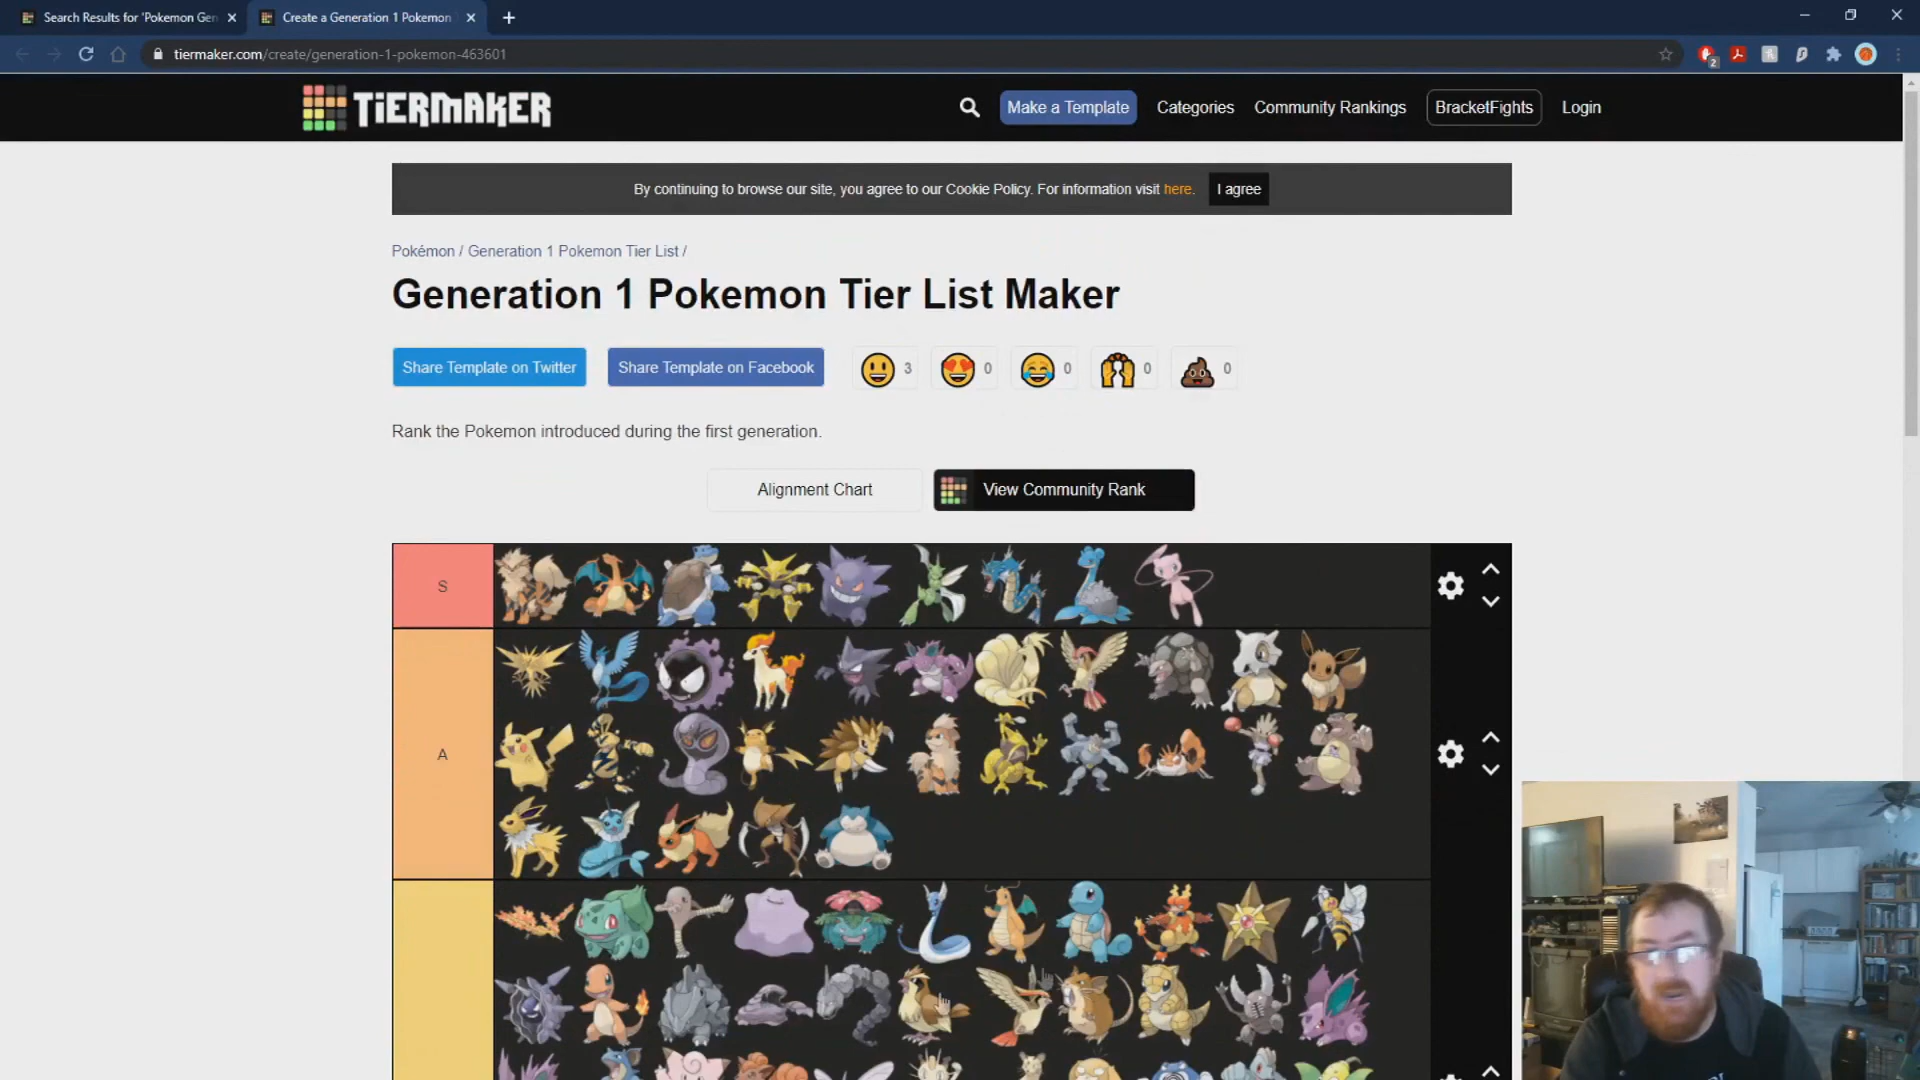 Search Results for 'Pokemon Gen
Create a Generation 1 Pokemon
tiermaker.com/create/generation-1-pokemon-463601
2
TIERMAKER
Make a Template
Categories
Community Rankings
BracketFights
Login
By continuing to browse our site, you agree to our Cookie Policy. For information visit here.
I agree
Pokémon / Generation 1 Pokemon Tier List /
Generation 1 Pokemon Tier List Maker
Share Template on Twitter
Share Template on Facebook
3
0
0
0
0
Rank the Pokemon introduced during the first generation.
Alignment Chart
View Community Rank
S
A